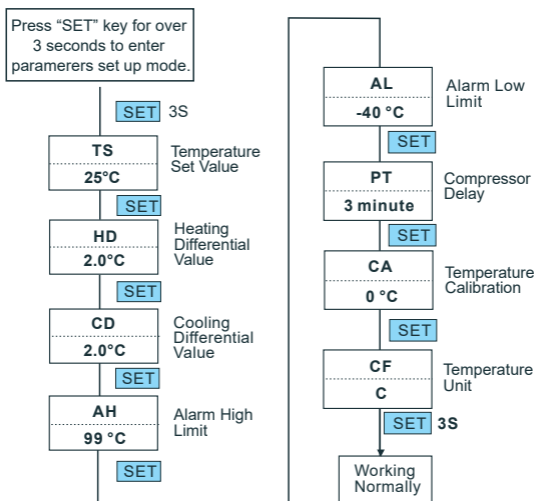 Press “SET” key for over
3 seconds to enter
paramerers set up mode.
SET 3S
TS
25°C
Temperature
Set Value
SET
HD
2.0°C
Heating
Differential
Value
SET
CD
2.0°C
Cooling
Differential
Value
SET
AH
99 °C
Alarm High
Limit
SET
AL
-40 °C
Alarm Low
Limit
SET
PT
3 minute
Compressor
Delay
SET
CA
0 °C
Temperature
Calibration
SET
CF
C
Temperature
Unit
SET 3S
Working
Normally